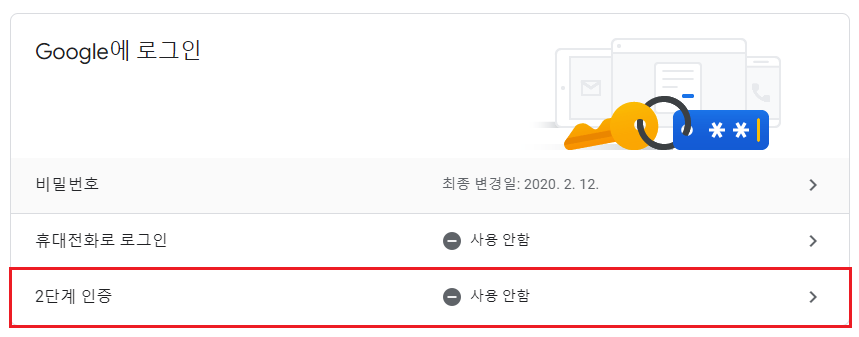 Google에 로그인
비밀번호
최종 변경일: 2020. 2. 12.
휴대전화로 로그인
사용 안함
2단계 인증
사용 안함